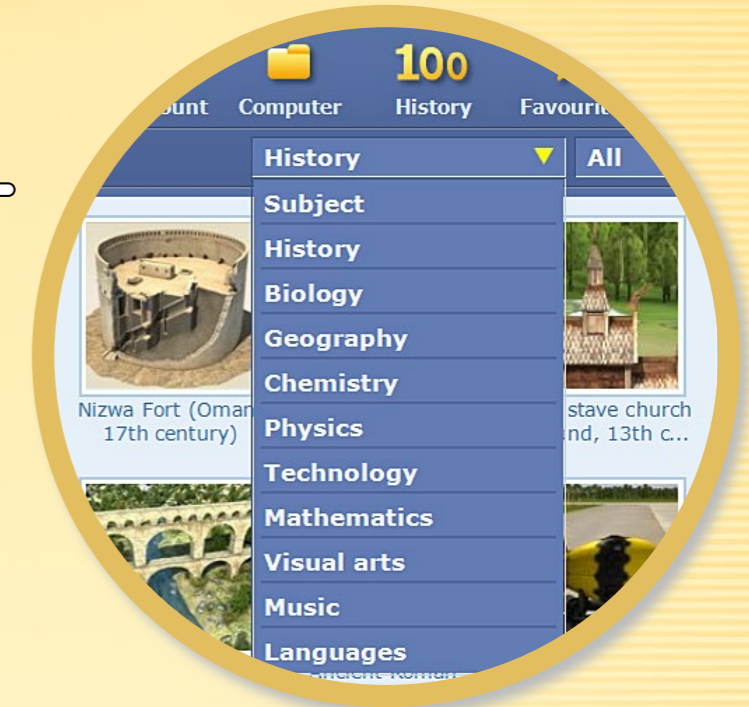 Computer
100
History
History
All
Subject
History
Biology
Geography
Chemistry
Physics
Technology
Mathematics
Visual arts
Music
Languages
Nizwa Fort (Oman
17th century)
stave church
13th c...